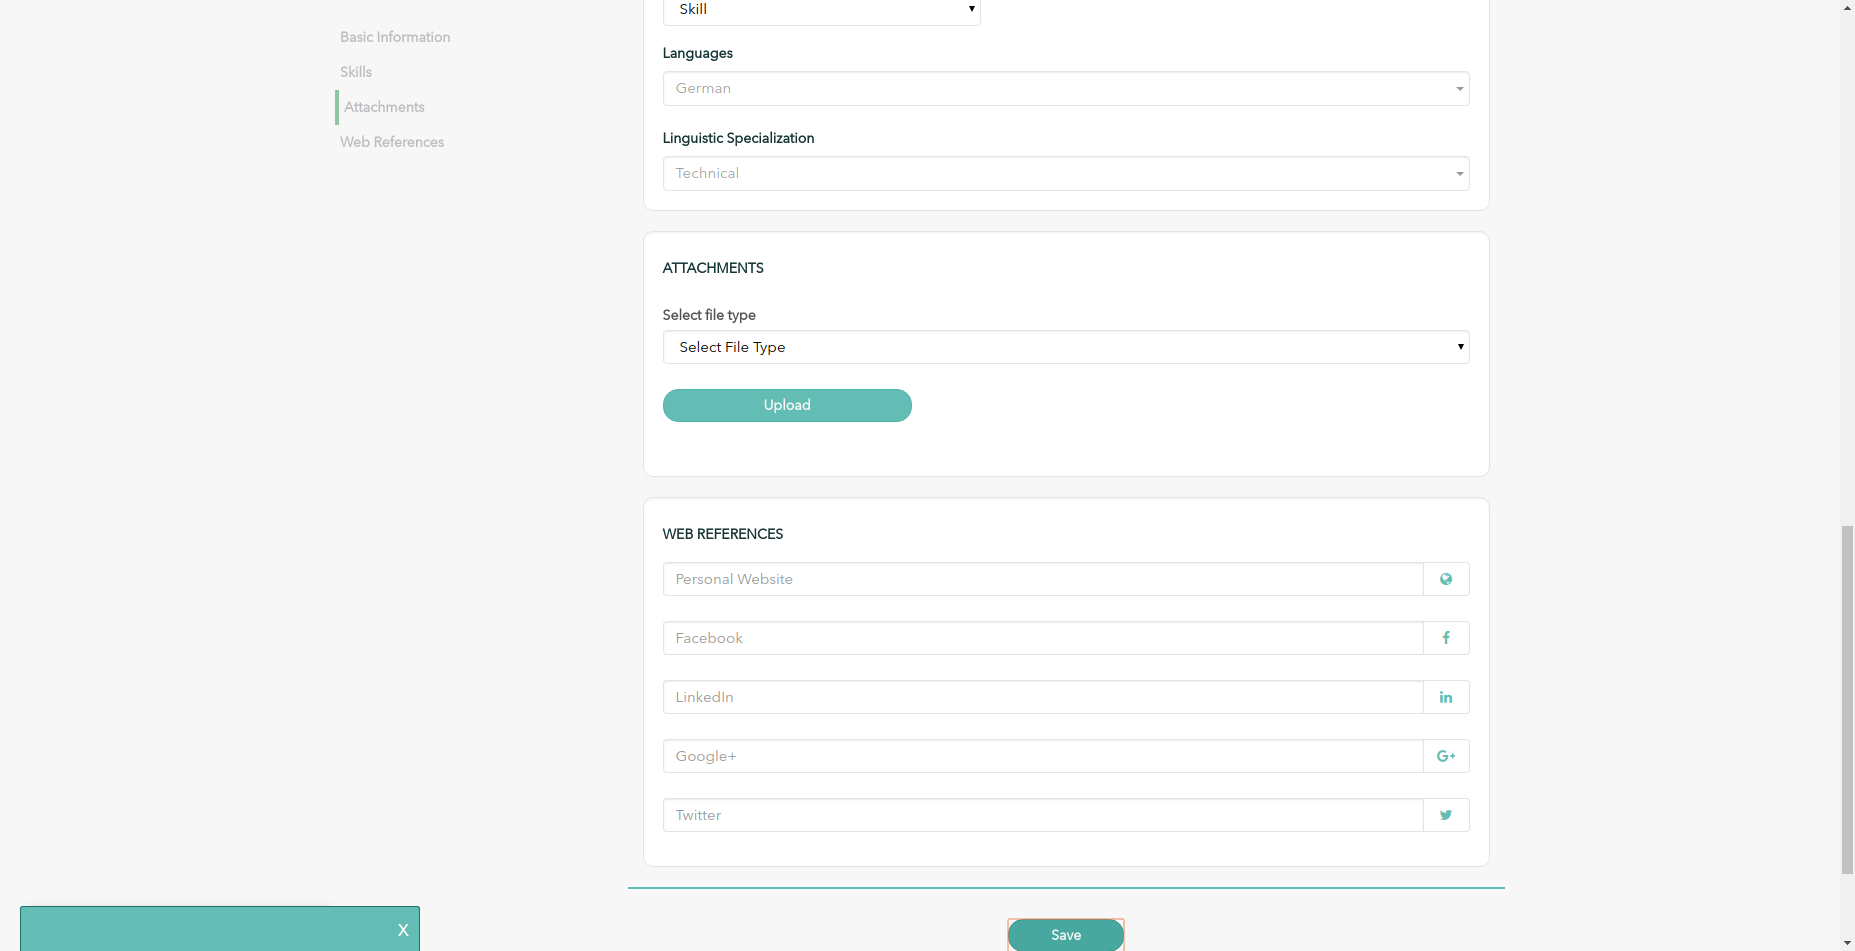 Basic Information
Skills
Attachments
Web References
Skill
Languages
German
Linguistic Specialization
Technical
ATTACHMENTS
Select file type
Select File Type
Upload
WEB REFERENCES
Personal Website
Facebook
LinkedIn
Google+
Twitter
X
Save